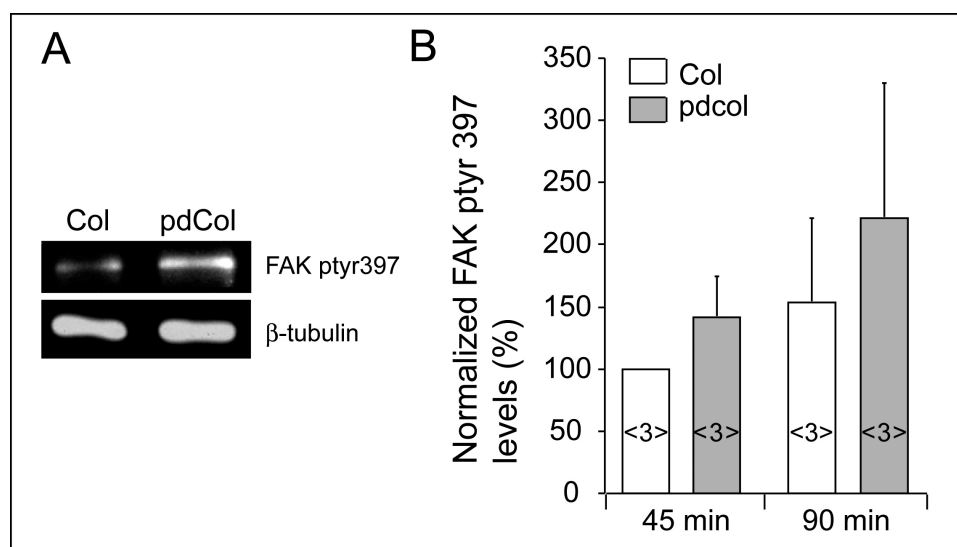 A
Col pdCol
FAK ptyr397
β-tubulin
B
Normalized FAK ptyr 397
levels (%)
350
300
250
200
150
100
50
0
Col
pdcol
<3> <3> <3> <3>
45 min 90 min